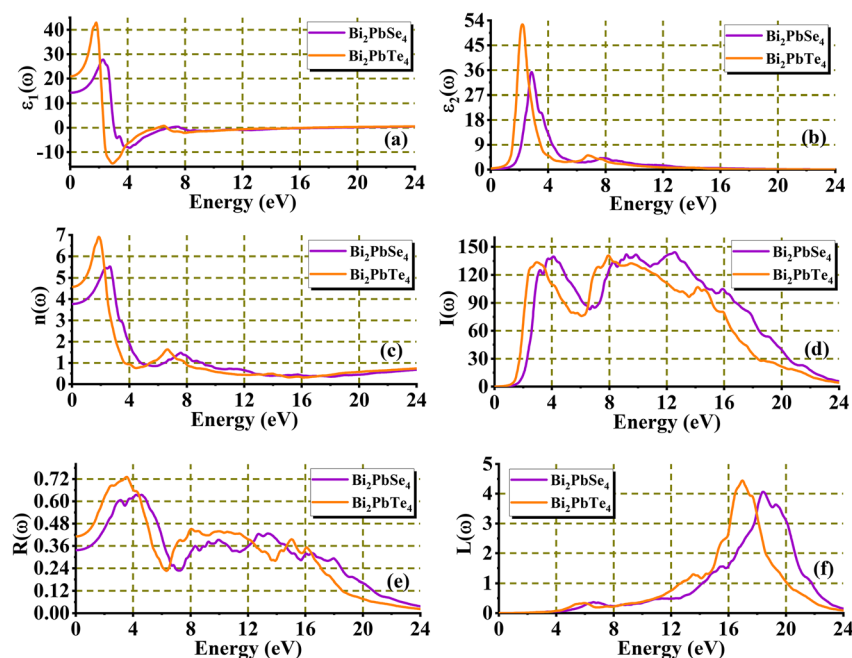 40
30
20
10
0
-10
ε₁(ω)
Bi₂PbSe₄
Bi₂PbTe₄
(a)
0 4 8 12 16 20 24
Energy (eV)
54
45
36
27
18
9
0
ε₂(ω)
Bi₂PbSe₄
Bi₂PbTe₄
(b)
0 4 8 12 16 20 24
Energy (eV)
7
6
5
4
3
2
1
0
n(ω)
Bi₂PbSe₄
Bi₂PbTe₄
(c)
0 4 8 12 16 20 24
Energy (eV)
150
120
90
60
30
0
I(ω)
Bi₂PbSe₄
Bi₂PbTe₄
(d)
0 4 8 12 16 20 24
Energy (eV)
0.72
0.60
0.48
0.36
0.24
0.12
0.00
R(ω)
Bi₂PbSe₄
Bi₂PbTe₄
(e)
0 4 8 12 16 20 24
Energy (eV)
5
4
3
2
1
0
L(ω)
Bi₂PbSe₄
Bi₂PbTe₄
(f)
0 4 8 12 16 20 24
Energy (eV)